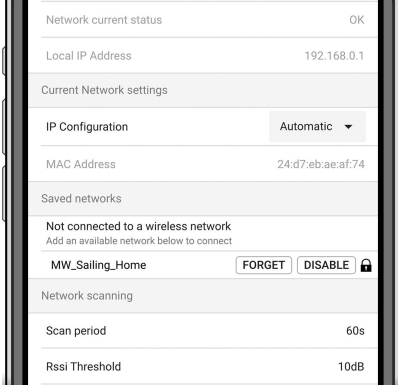 Network current status OK
Local IP Address 192.168.0.1
Current Network settings
IP Configuration Automatic
MAC Address 24:d7:eb:ae:af:74
Saved networks
Not connected to a wireless network
Add an available network below to connect
MW_Sailing_Home FORGET DISABLE
Network scanning
Scan period 60s
Rssi Threshold 10dB